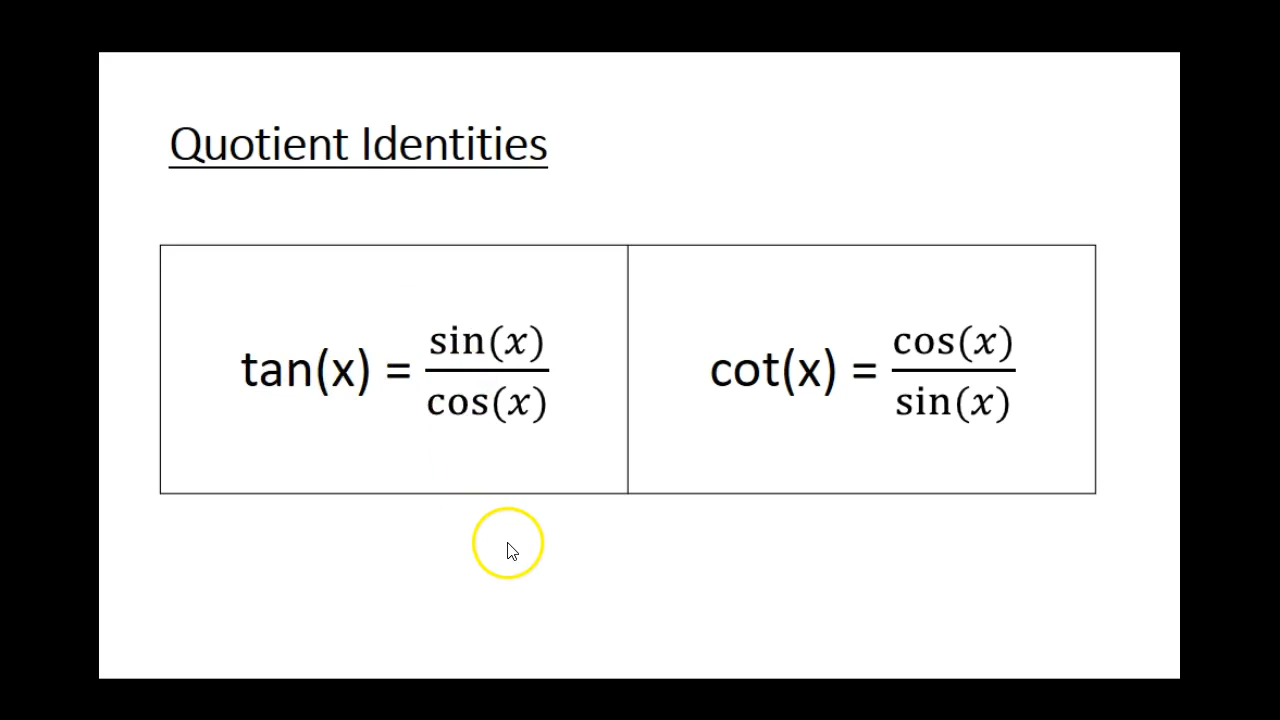 Quotient Identities
tan(x) = sin(x)/cos(x)
cot(x) = cos(x)/sin(x)